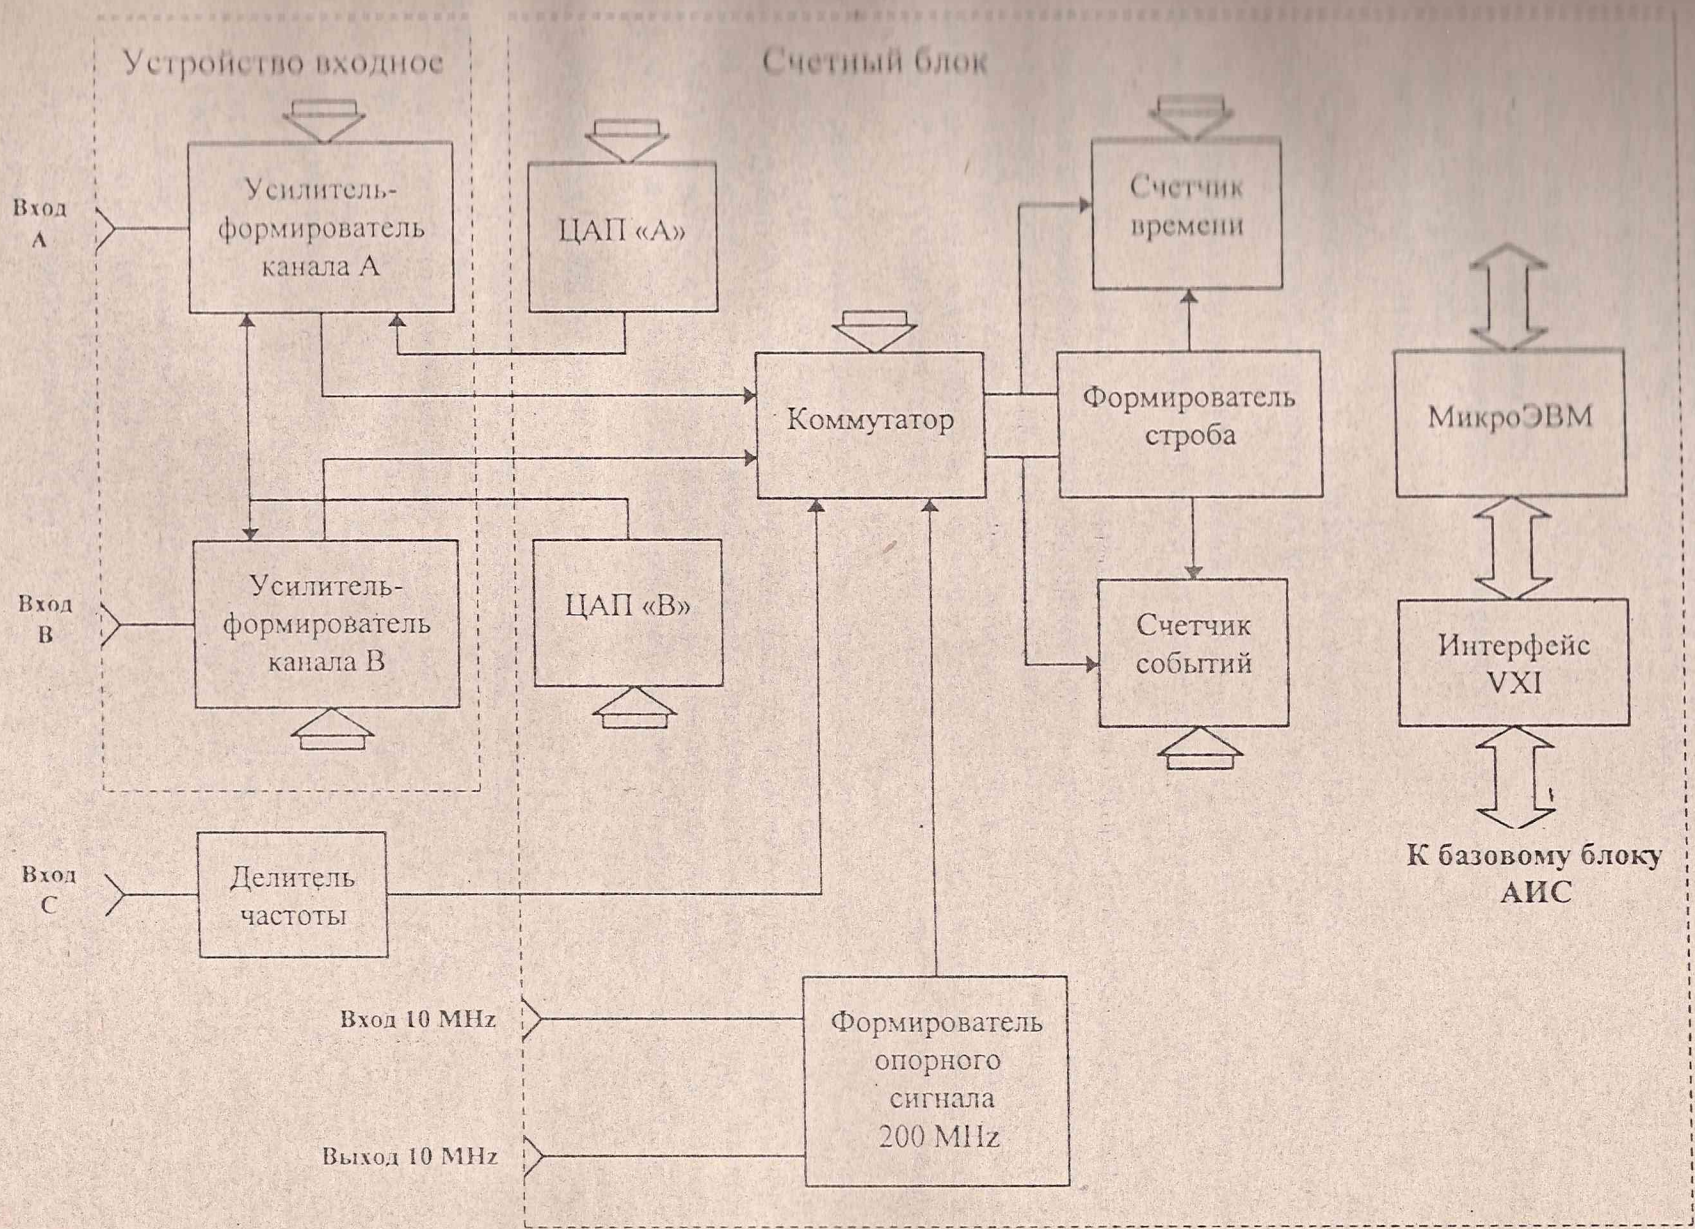 Устройство входное
Счетный блок
Вход
А
Усилитель-
формирователь
канала А
ЦАП «А»
Счетчик
времени
Коммутатор
Формирователь
строба
МикроЭВМ
Вход
В
Усилитель-
формирователь
канала В
ЦАП «В»
Счетчик
событий
Интерфейс
VXI
К базовому блоку
АИС
Вход
С
Делитель
частоты
Вход 10 MHz
Выход 10 MHz
Формирователь
опорного
сигнала
200 MHz